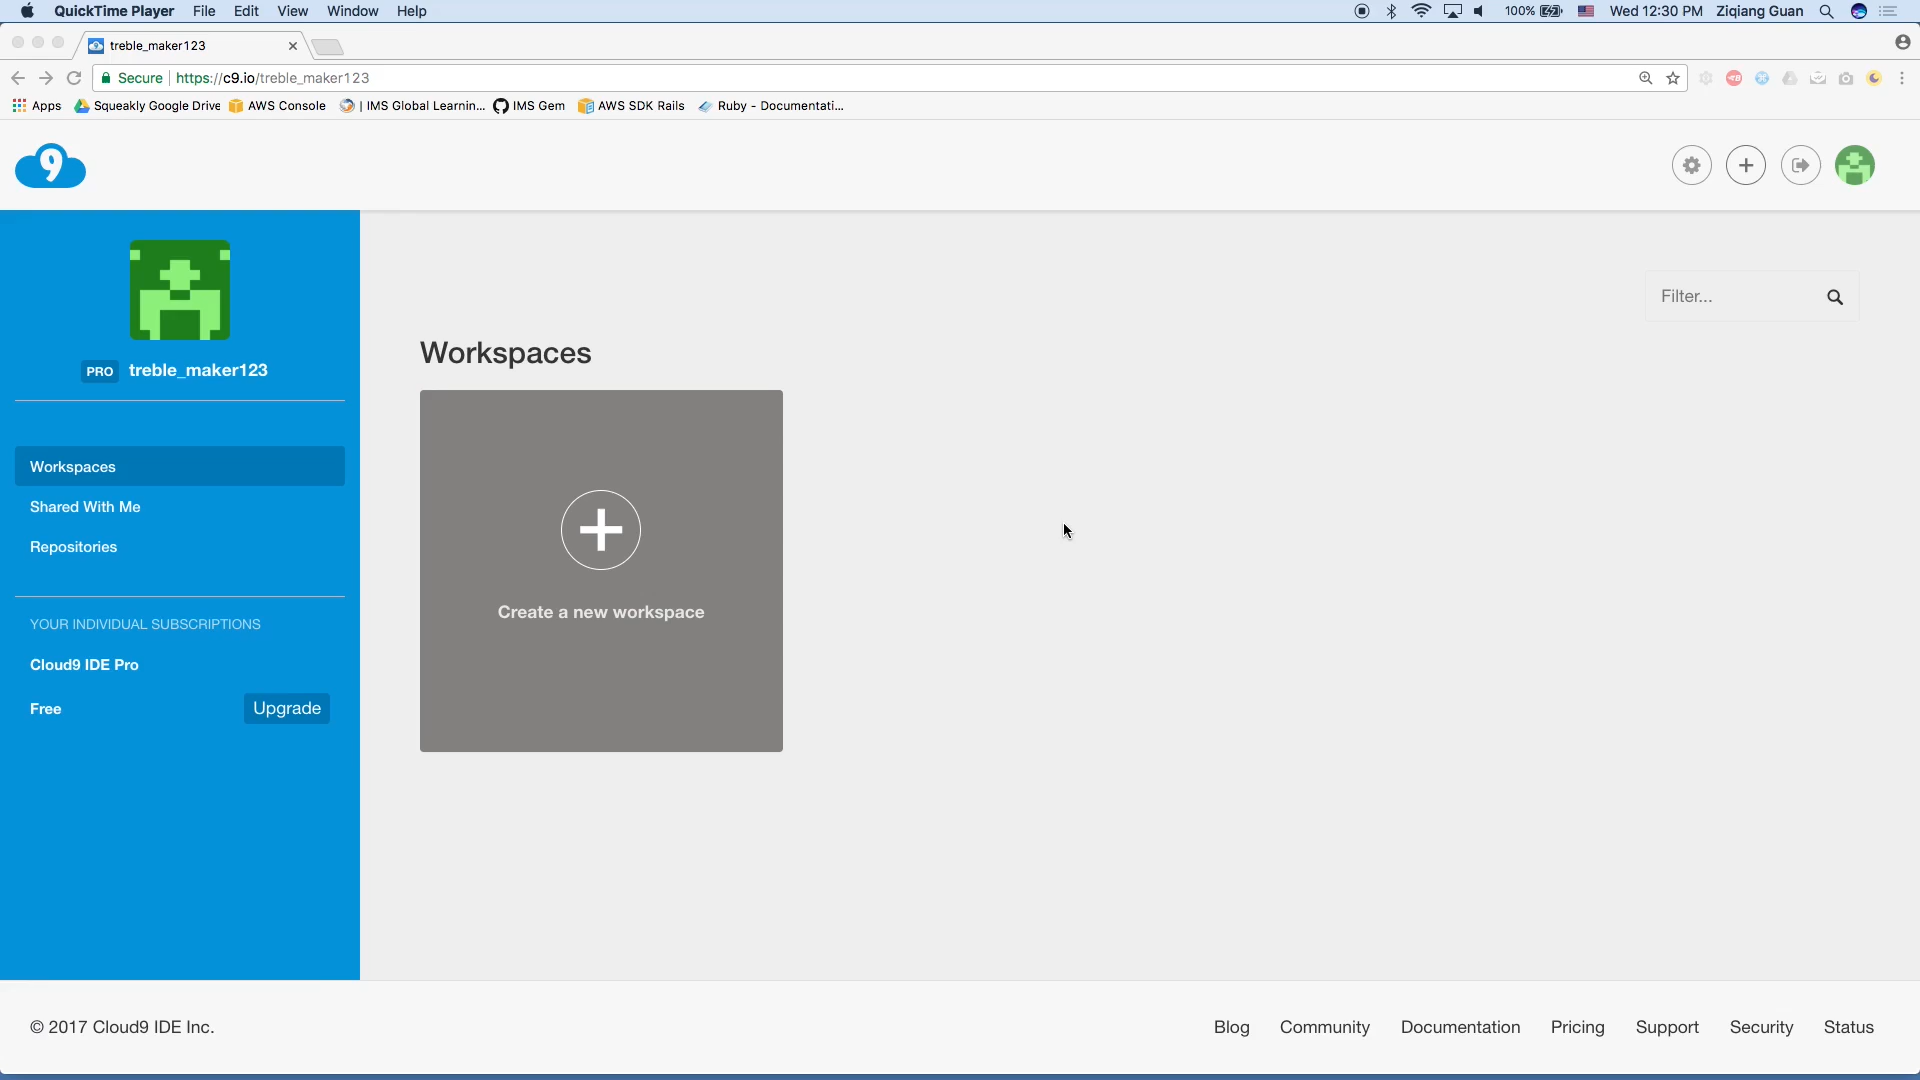 QuickTime Player File Edit View Window Help 100% Wed 12:30 PM Ziqiang Guan
treble_maker123
Secure https://c9.io/treble_maker123
Apps Squeakly Google Drive AWS Console | IMS Global Learnin... IMS Gem AWS SDK Rails Ruby - Documentati...
9
Filter...
Workspaces
PRO treble_maker123
Workspaces
Shared With Me
Repositories
YOUR INDIVIDUAL SUBSCRIPTIONS
Cloud9 IDE Pro
Free Upgrade
Create a new workspace
© 2017 Cloud9 IDE Inc. Blog Community Documentation Pricing Support Security Status